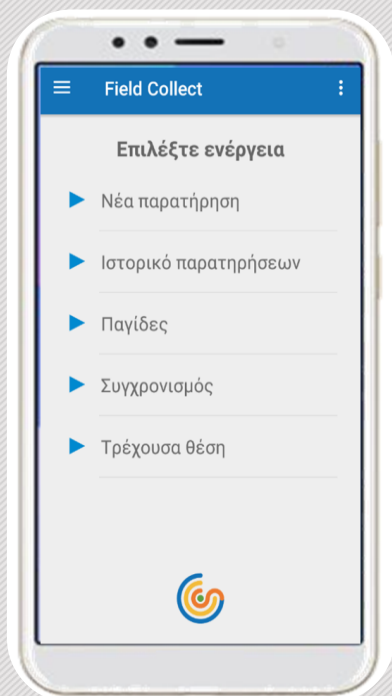 Field Collect
Επιλέξτε ενέργεια
Νέα παρατήρηση
Ιστορικό παρατηρήσεων
Παγίδες
Συγχρονισμός
Τρέχουσα θέση